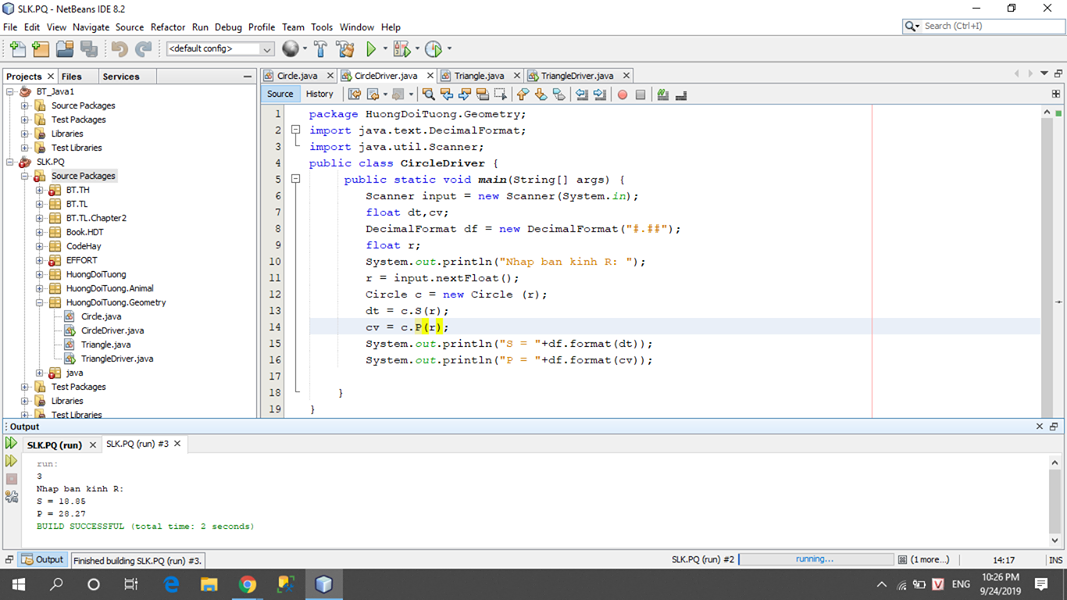 SLK.PQ - NetBeans IDE 8.2
File Edit View Navigate Source Refactor Run Debug Profile Team Tools Window Help
Search (Ctrl+I)
<default config>
Projects Files Services
BT_Java1
Source Packages
Test Packages
Libraries
Test Libraries
SLK.PQ
Source Packages
BT.TH
BT.TL
BT.TL.Chapter2
Book.HDT
CodeHay
EFFORT
HuongDoiTuong
HuongDoiTuong.Animal
HuongDoiTuong.Geometry
Circle.java
CircleDriver.java
Triangle.java
TriangleDriver.java
java
Test Packages
Libraries
Test Libraries
Circle.java CircleDriver.java Triangle.java TriangleDriver.java
Source History
1 package HuongDoiTuong.Geometry;
2 import java.text.DecimalFormat;
3 import java.util.Scanner;
4 public class CircleDriver {
5 public static void main(String[] args) {
6 Scanner input = new Scanner(System.in);
7 float dt,cv;
8 DecimalFormat df = new DecimalFormat("#.##");
9 float r;
10 System.out.println("Nhap ban kinh R: ");
11 r = input.nextFloat();
12 Circle c = new Circle (r);
13 dt = c.S(r);
14 cv = c.P(r);
15 System.out.println("S = "+df.format(dt));
16 System.out.println("P = "+df.format(cv));
17
18 }
19 }
Output
SLK.PQ (run) SLK.PQ (run) #3
run:
3
Nhap ban kinh R:
S = 18.85
P = 28.27
BUILD SUCCESSFUL (total time: 2 seconds)
Output Finished building SLK.PQ (run) #3. SLK.PQ (run) #2 running... (1 more...) 14:17 INS
V ENG 10:26 PM
9/24/2019